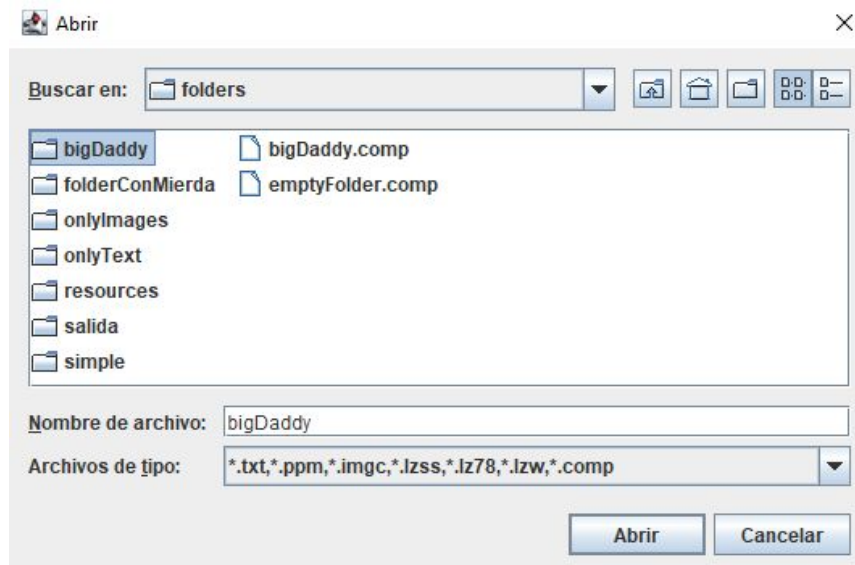 Abrir
Buscar en: folders
bigDaddy
folderConMierda
onlyImages
onlyText
resources
salida
simple
bigDaddy.comp
emptyFolder.comp
Nombre de archivo: bigDaddy
Archivos de tipo: *.txt,*.ppm,*.imgc,*.lzss,*.lz78,*.lzw,*.comp
Abrir Cancelar